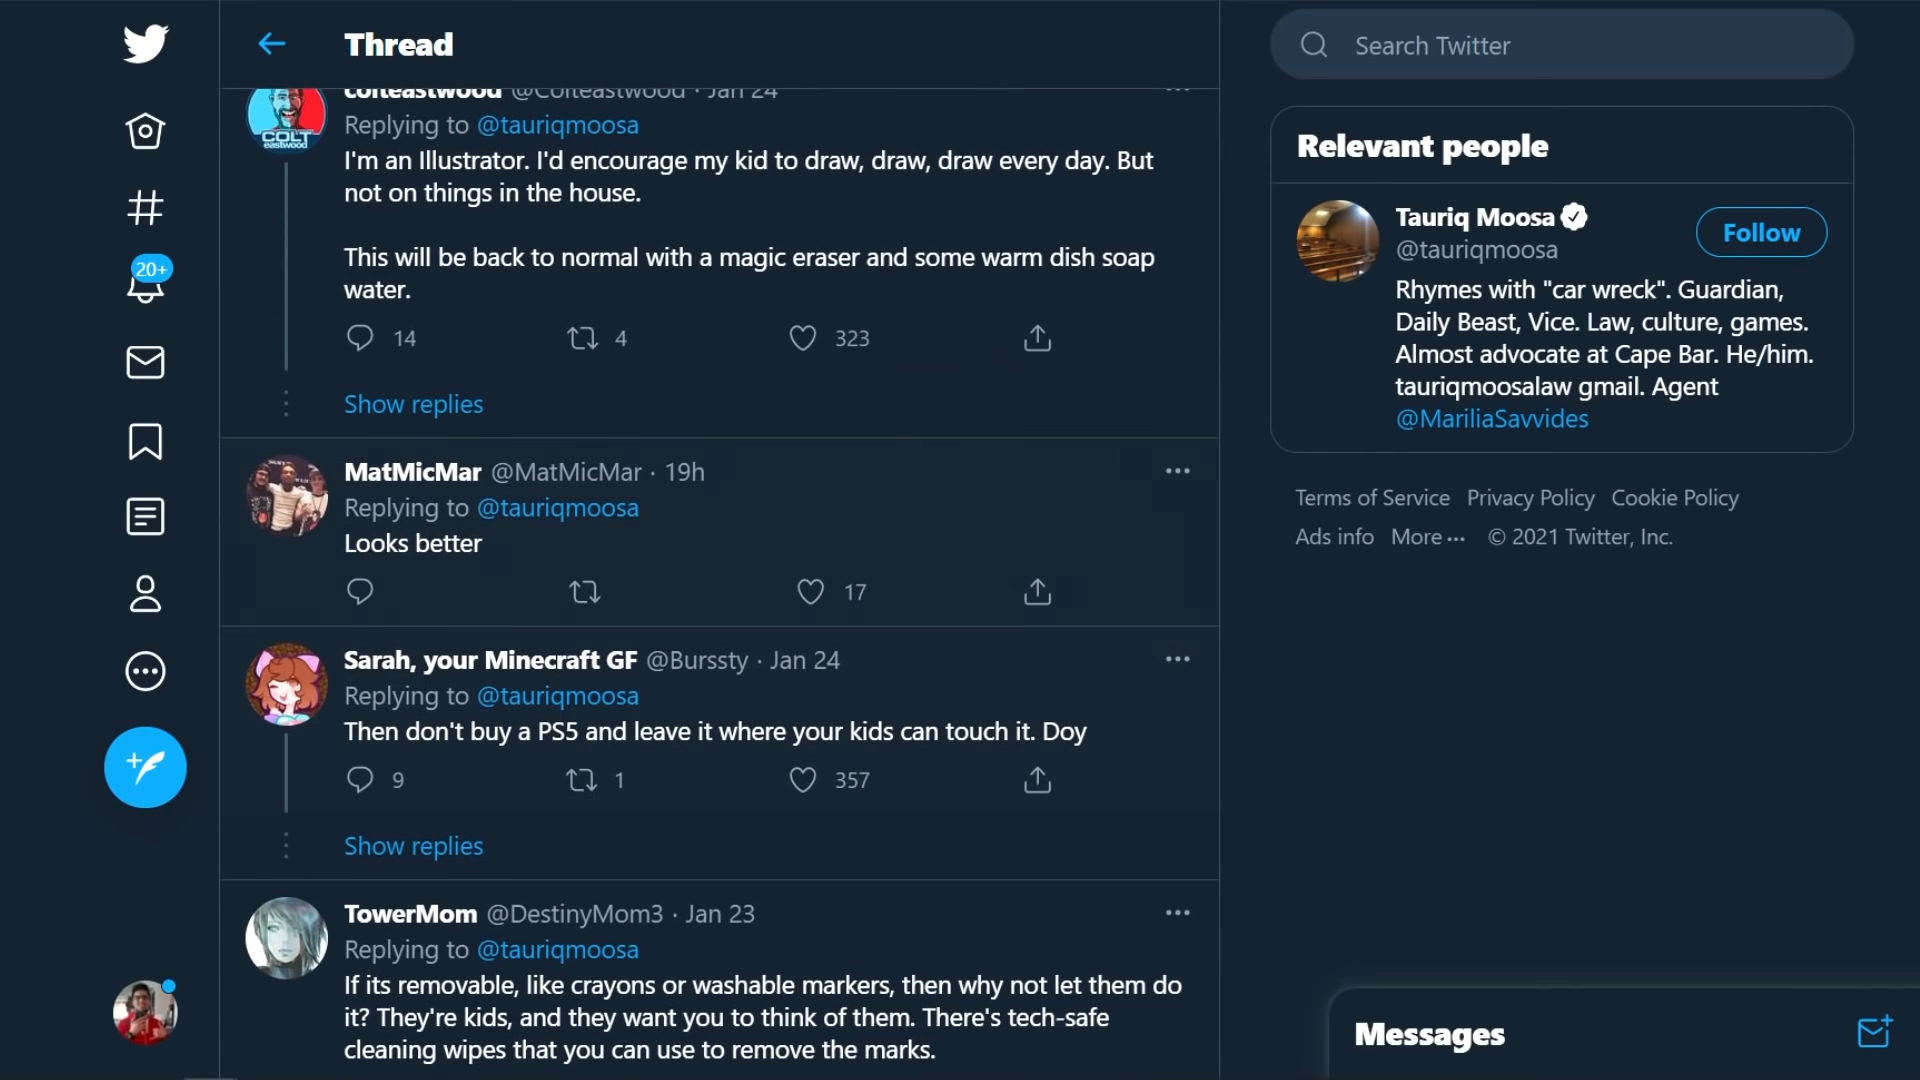 Thread
Search Twitter
colteastwood @Colteastwood · Jan 24
COLT
eastwood
Replying to @tauriqmoosa
I'm an Illustrator. I'd encourage my kid to draw, draw, draw every day. But
not on things in the house.
This will be back to normal with a magic eraser and some warm dish soap
water.
14 4 323
Show replies
MatMicMar @MatMicMar · 19h
Replying to @tauriqmoosa
Looks better
17
Sarah, your Minecraft GF @Burssty · Jan 24
Replying to @tauriqmoosa
Then don't buy a PS5 and leave it where your kids can touch it. Doy
9 1 357
Show replies
TowerMom @DestinyMom3 · Jan 23
Replying to @tauriqmoosa
If its removable, like crayons or washable markers, then why not let them do
it? They're kids, and they want you to think of them. There's tech-safe
cleaning wipes that you can use to remove the marks.
20+
Relevant people
Tauriq Moosa
@tauriqmoosa
Follow
Rhymes with "car wreck". Guardian,
Daily Beast, Vice. Law, culture, games.
Almost advocate at Cape Bar. He/him.
tauriqmoosalaw gmail. Agent
@MariliaSavvides
Terms of Service Privacy Policy Cookie Policy
Ads info More ··· © 2021 Twitter, Inc.
Messages